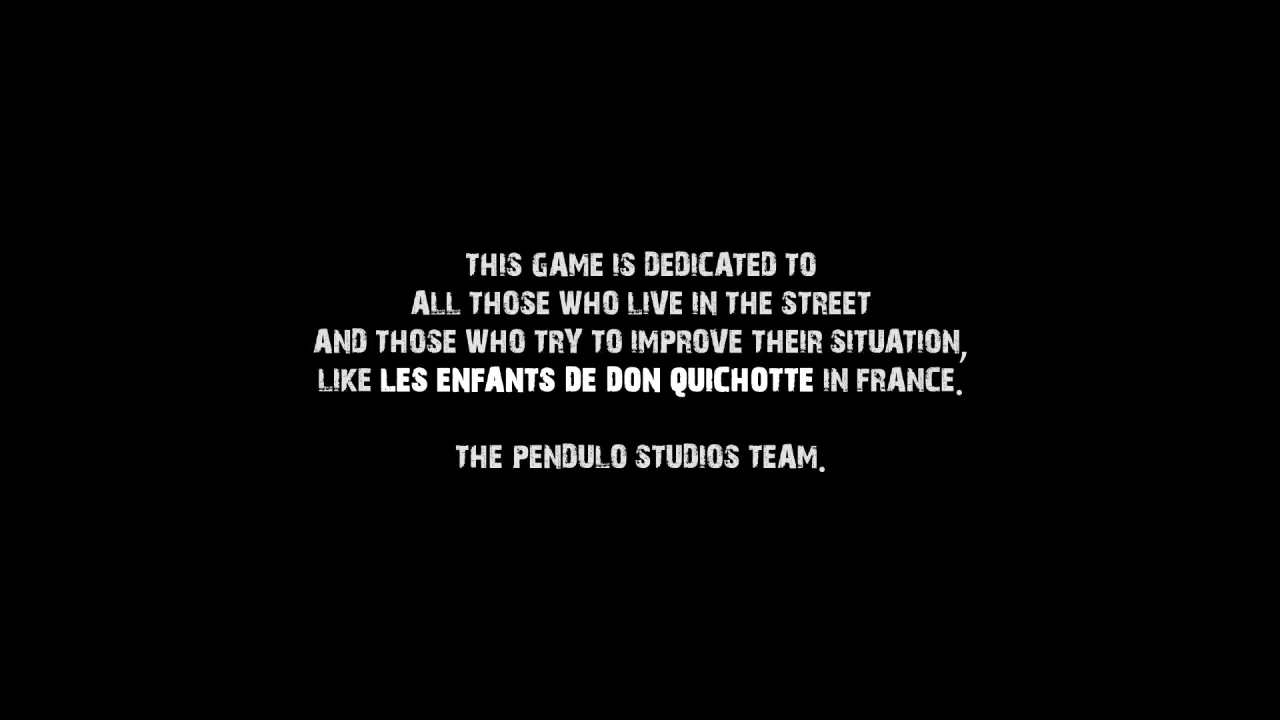 THIS GAME IS DEDICATED TO
ALL THOSE WHO LIVE IN THE STREET
AND THOSE WHO TRY TO IMPROVE THEIR SITUATION,
LIKE LES ENFANTS DE DON QUICHOTTE IN FRANCE.
THE PENDULO STUDIOS TEAM.